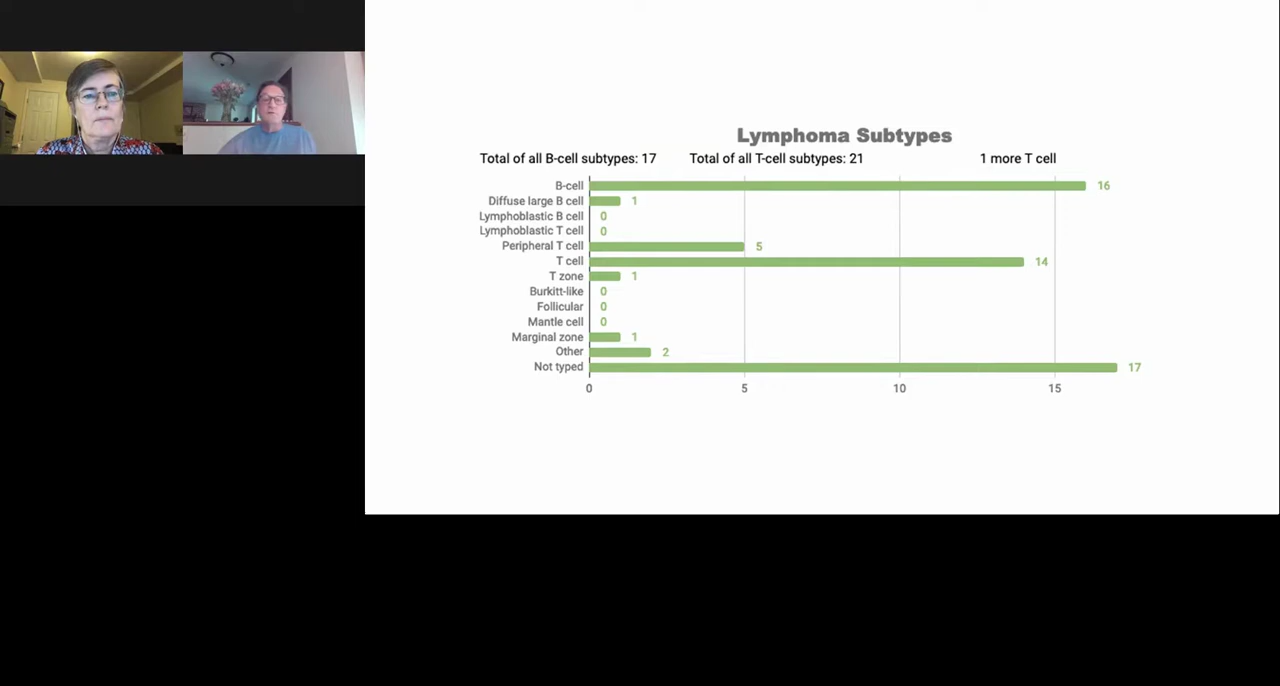 Lymphoma Subtypes
Total of all B-cell subtypes: 17 Total of all T-cell subtypes: 21 1 more T cell
B-cell 16
Diffuse large B cell 1
Lymphoblastic B cell 0
Lymphoblastic T cell 0
Peripheral T cell 5
T cell 14
T zone 1
Burkitt-like 0
Follicular 0
Mantle cell 0
Marginal zone 1
Other 2
Not typed 17
0 5 10 15